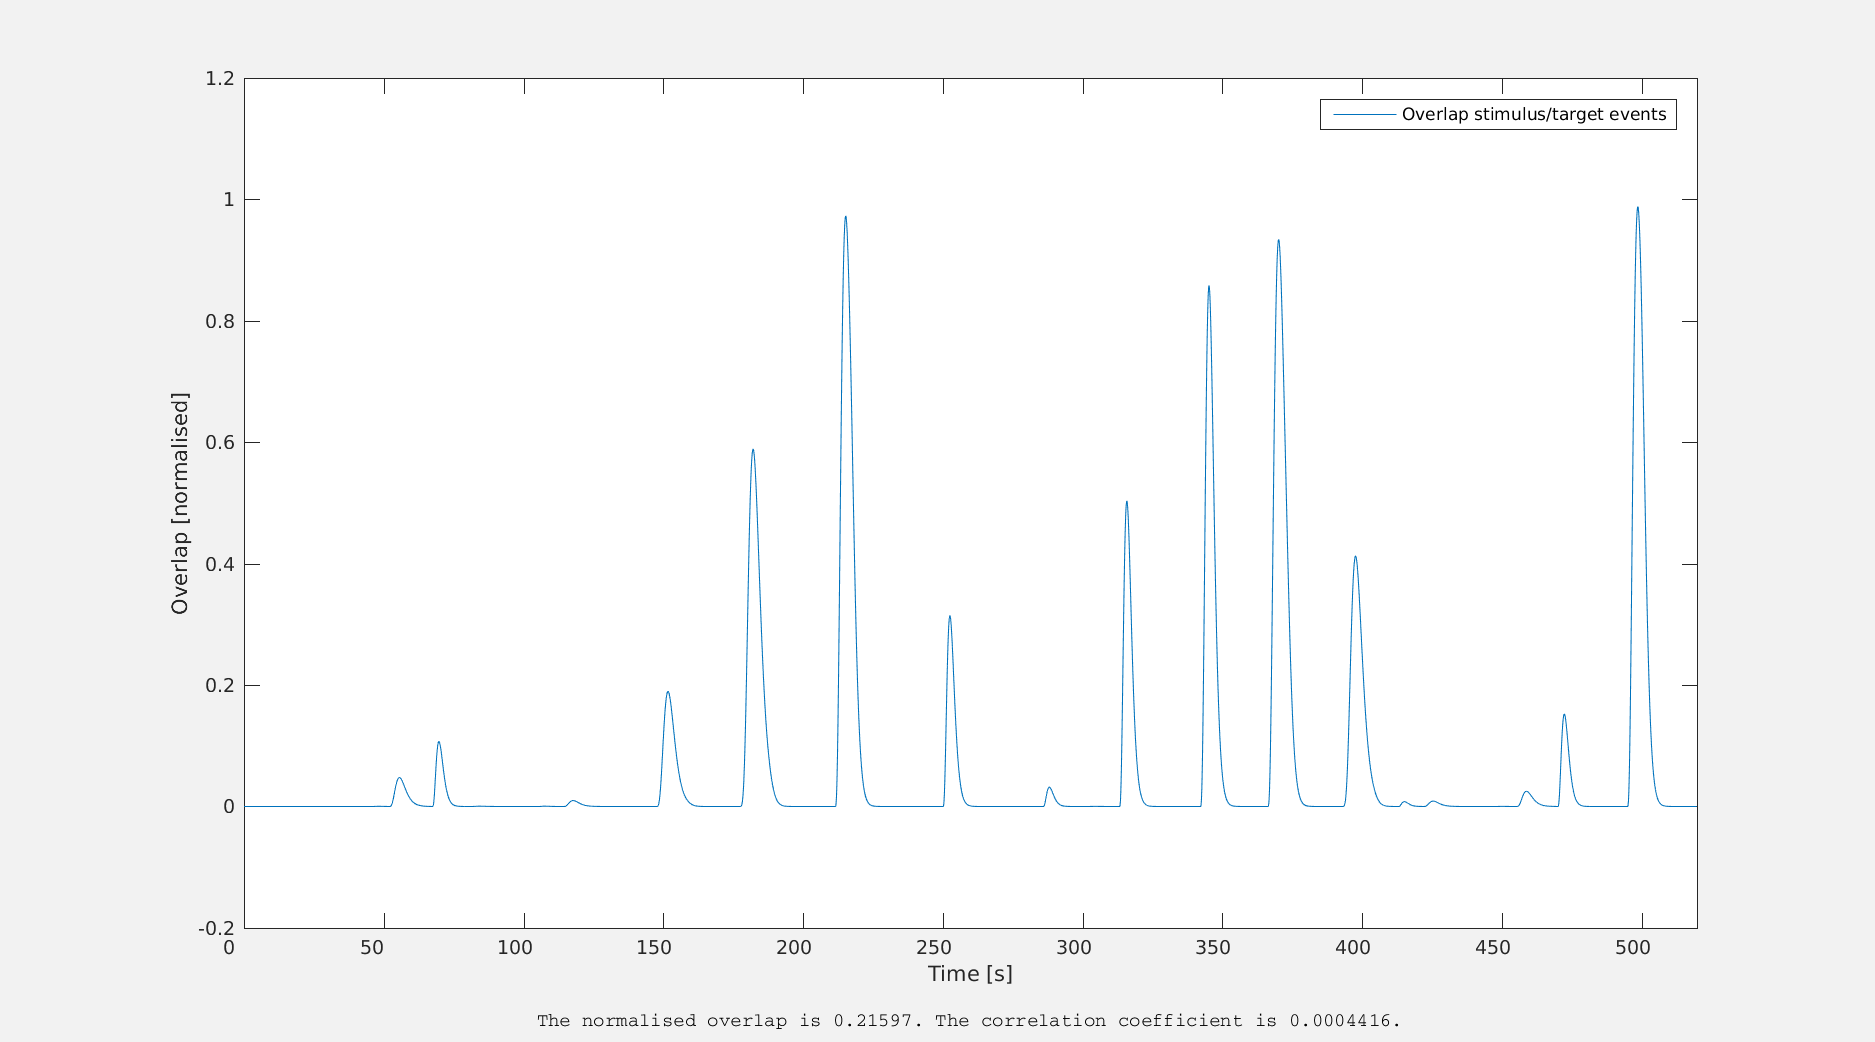 1.2
Overlap stimulus/target events
1
0.8
0.6
0.4
0.2
0
-0.2
Overlap [normalised]
0 50 100 150 200 250 300 350 400 450 500
Time [s]
The normalised overlap is 0.21597. The correlation coefficient is 0.0004416.